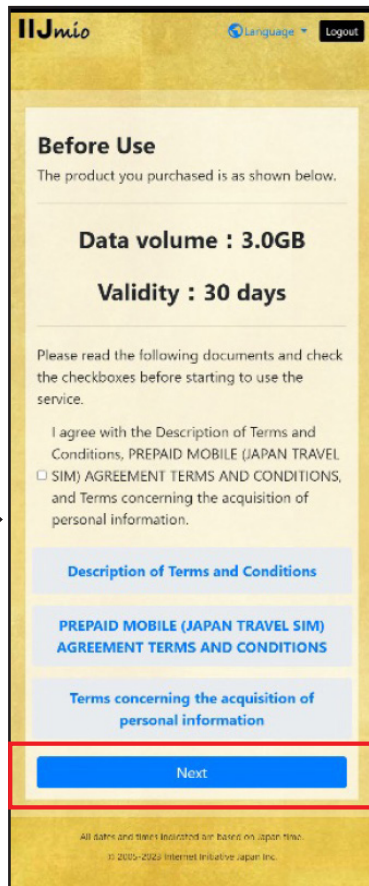 IIJmio
Language
Logout
Before Use
The product you purchased is as shown below.
Data volume：3.0GB
Validity：30 days
Please read the following documents and check
the checkboxes before starting to use the
service.
I agree with the Description of Terms and
Conditions, PREPAID MOBILE (JAPAN TRAVEL
SIM) AGREEMENT TERMS AND CONDITIONS,
and Terms concerning the acquisition of
personal information.
Description of Terms and Conditions
PREPAID MOBILE (JAPAN TRAVEL SIM)
AGREEMENT TERMS AND CONDITIONS
Terms concerning the acquisition of
personal information
Next
All dates and times indicated are based on Japan time.
© 2005-2023 Internet Initiative Japan Inc.